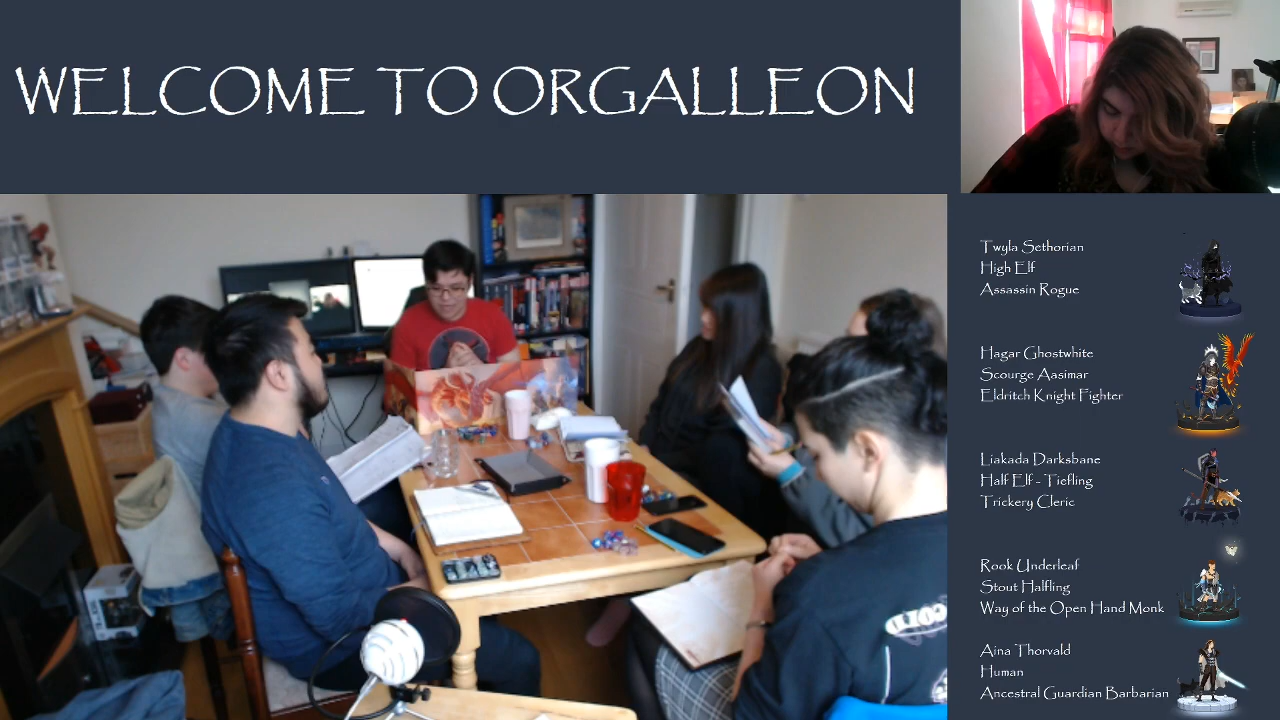 WELCOME TO ORGALLEON
Twyla Sethorian
High Elf
Assassin Rogue
Hagar Ghostwhite
Scourge Aasimar
Eldritch Knight Fighter
Liakada Darksbane
Half Elf - Tiefling
Trickery Cleric
Rook Underleaf
Stout Halfling
Way of the Open Hand Monk
Aina Thorvald
Human
Ancestral Guardian Barbarian